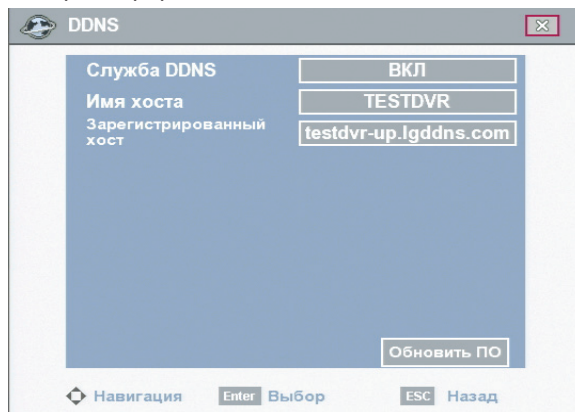 DDNS
Служба DDNS ВКЛ
Имя хоста TESTDVR
Зарегистрированный
хост testdvr-up.lgddns.com
Обновить ПО
Навигация Enter Выбор ESC Назад